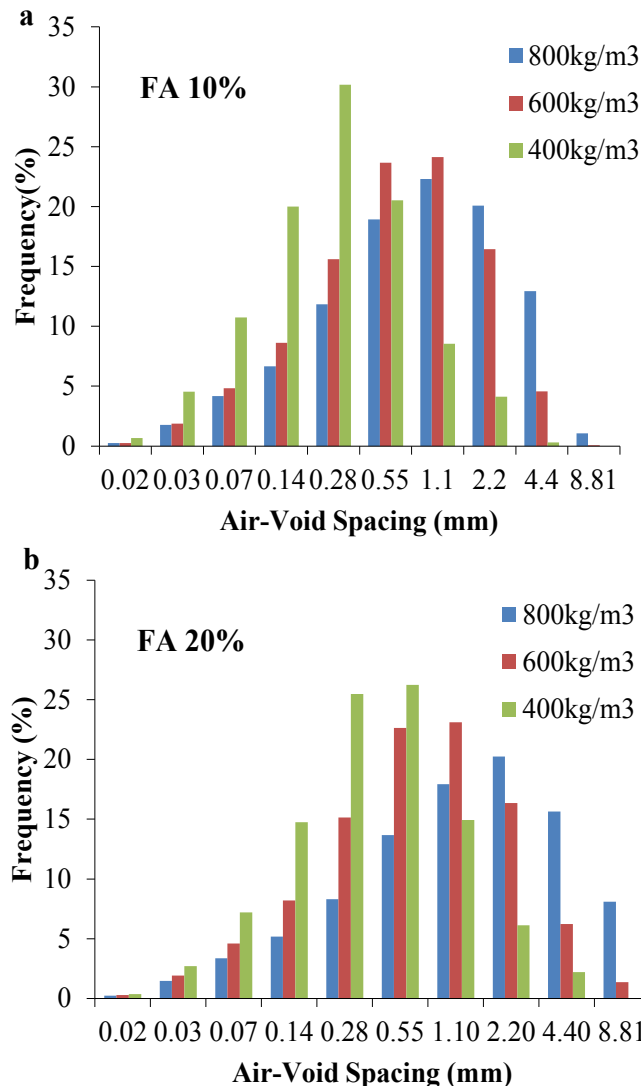 a
35
30
25
20
15
10
5
0
Frequency(%)
FA 10%
800kg/m3
600kg/m3
400kg/m3
0.02 0.03 0.07 0.14 0.28 0.55 1.1 2.2 4.4 8.81
Air-Void Spacing (mm)
b
35
30
25
20
15
10
5
0
Frequency (%)
FA 20%
800kg/m3
600kg/m3
400kg/m3
0.02 0.03 0.07 0.14 0.28 0.55 1.10 2.20 4.40 8.81
Air-Void Spacing (mm)